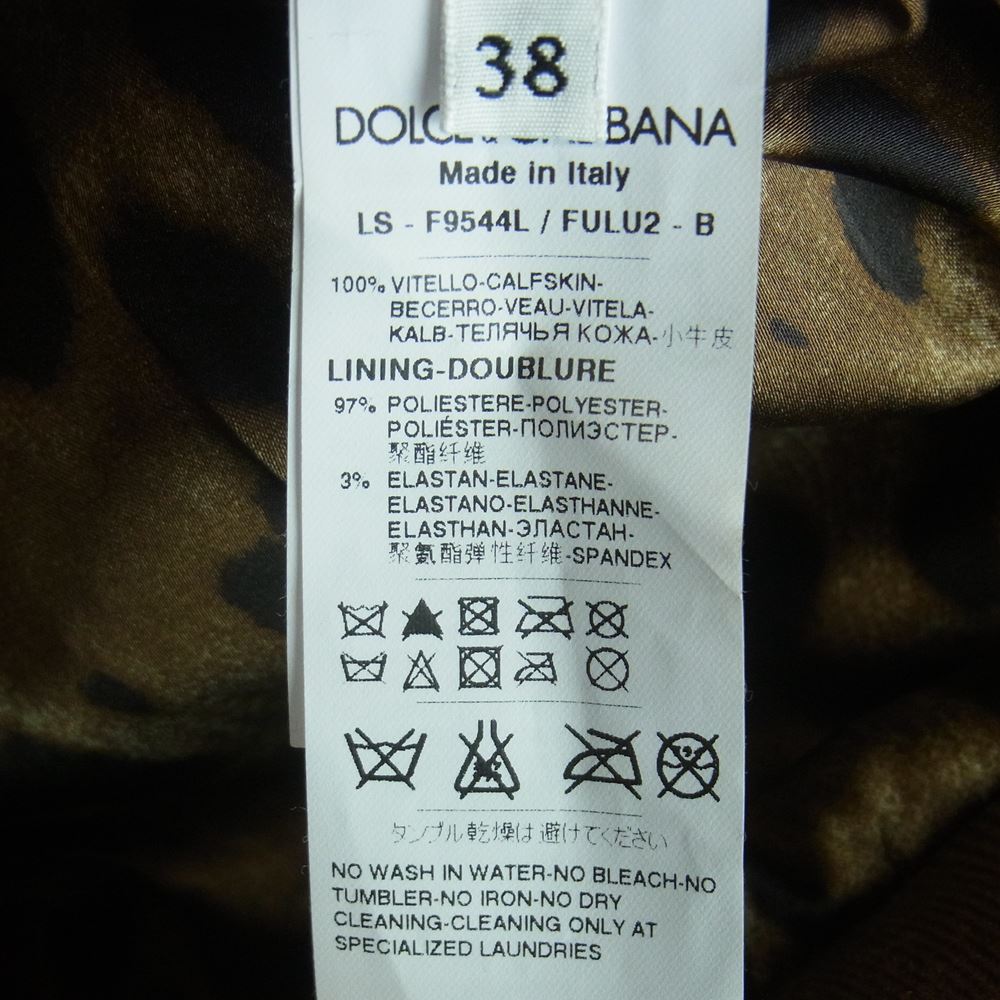 38
DOLCE & GABBANA
Made in Italy
LS - F9544L / FULU2 - B
100% VITELLO-CALFSKIN-
BECERRO-VEAU-VITELA-
KALB-ТЕЛЯЧЬЯ КОЖА-小牛皮
LINING-DOUBLURE
97% POLIESTERE-POLYESTER-
POLIÉSTER-ПОЛИЭСТЕР-
聚酯纤维
3% ELASTAN-ELASTANE-
ELASTANO-ELASTHANNE-
ELASTHAN-ЭЛАСТАН-
聚氨酯弹性纤维-SPANDEX
タンブル乾燥は避けてください
NO WASH IN WATER-NO BLEACH-NO
TUMBLER-NO IRON-NO DRY
CLEANING-CLEANING ONLY AT
SPECIALIZED LAUNDRIES